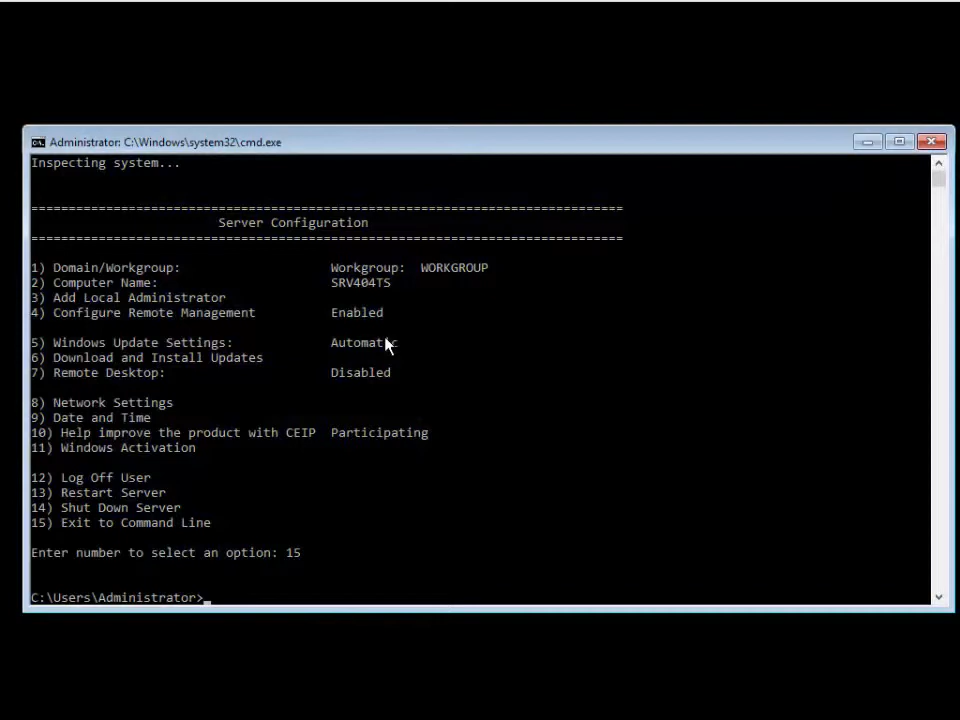 Administrator: C:\Windows\system32\cmd.exe
Inspecting system...
===============================================================================
Server Configuration
===============================================================================
1) Domain/Workgroup: Workgroup: WORKGROUP
2) Computer Name: SRV404TS
3) Add Local Administrator
4) Configure Remote Management Enabled
5) Windows Update Settings: Automatic
6) Download and Install Updates
7) Remote Desktop: Disabled
8) Network Settings
9) Date and Time
10) Help improve the product with CEIP Participating
11) Windows Activation
12) Log Off User
13) Restart Server
14) Shut Down Server
15) Exit to Command Line
Enter number to select an option: 15
C:\Users\Administrator>_